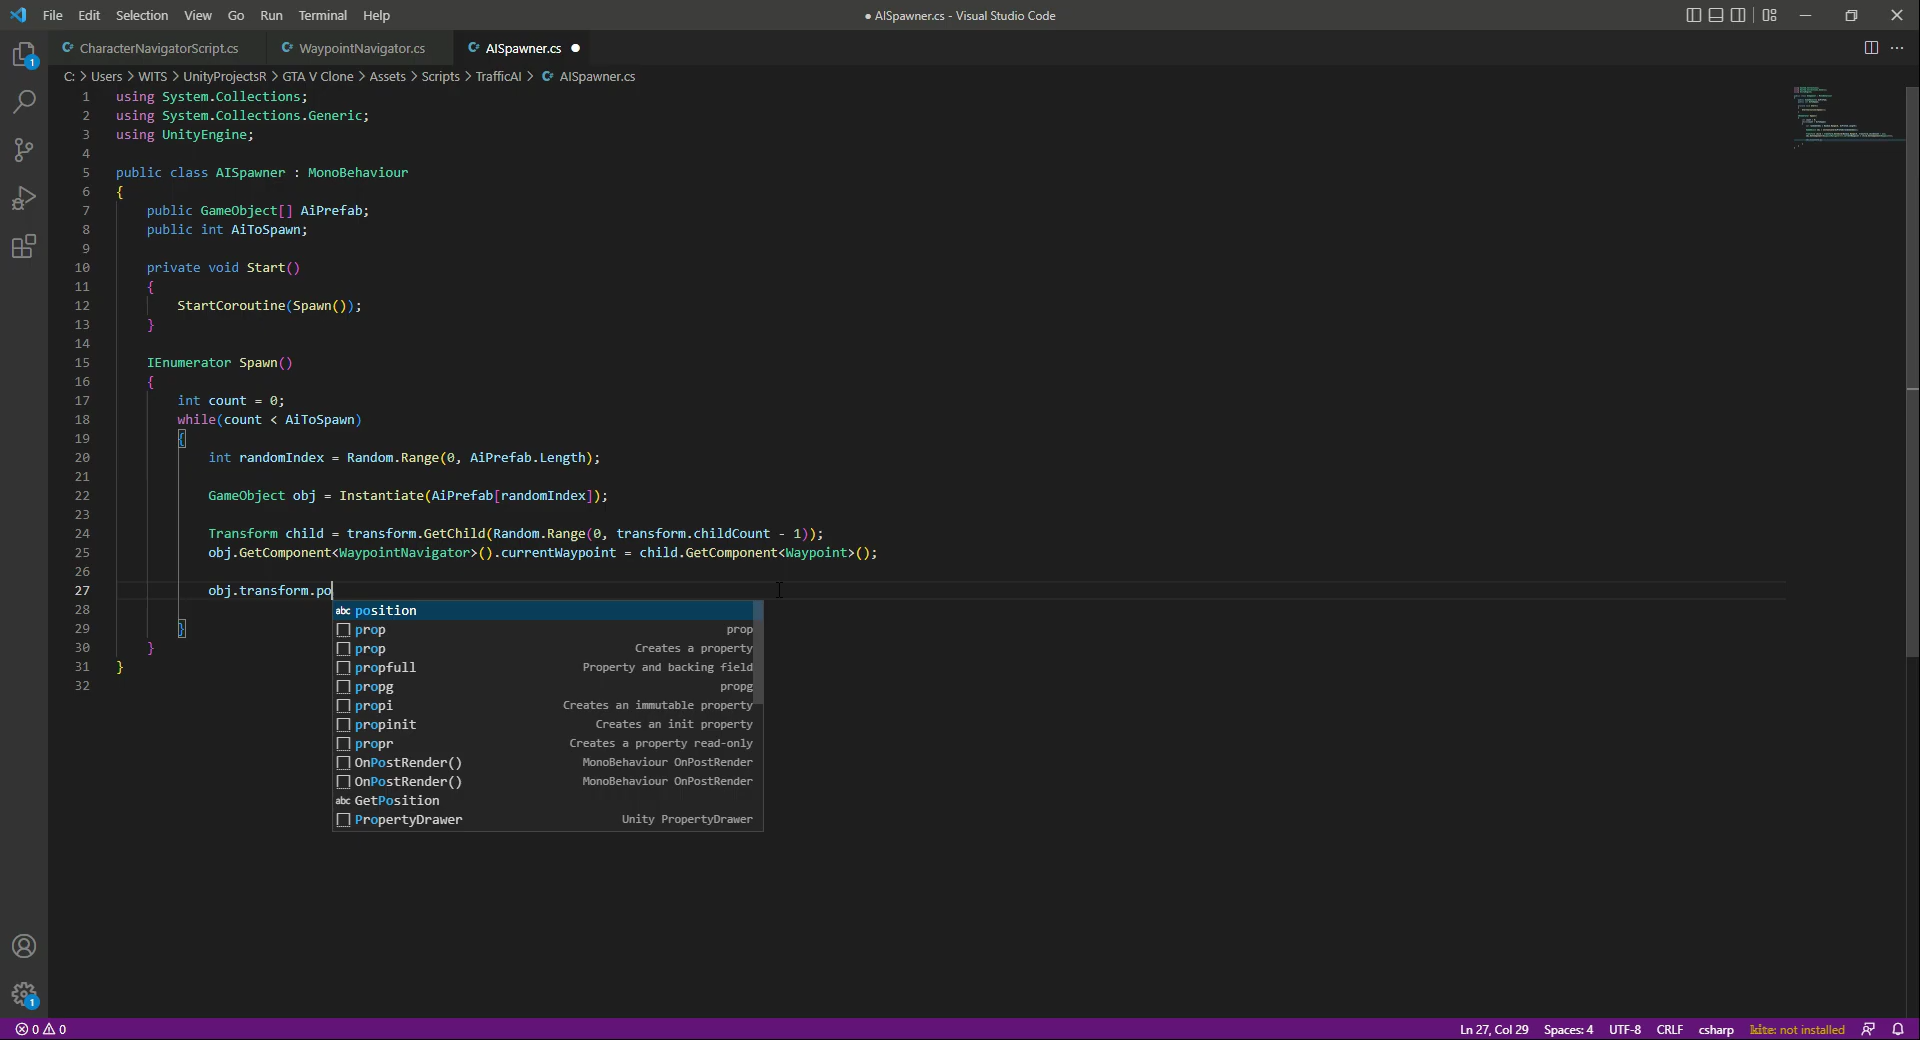 File Edit Selection View Go Run Terminal Help
● AISpawner.cs - Visual Studio Code
CharacterNavigatorScript.cs
WaypointNavigator.cs
AISpawner.cs ●
C: > Users > WITS > UnityProjectsR > GTA V Clone > Assets > Scripts > TrafficAI > AISpawner.cs
1 using System.Collections;
2 using System.Collections.Generic;
3 using UnityEngine;
4
5 public class AISpawner : MonoBehaviour
6 {
7     public GameObject[] AiPrefab;
8     public int AiToSpawn;
9
10     private void Start()
11     {
12         StartCoroutine(Spawn());
13     }
14
15     IEnumerator Spawn()
16     {
17         int count = 0;
18         while(count < AiToSpawn)
19         {
20             int randomIndex = Random.Range(0, AiPrefab.Length);
21
22             GameObject obj = Instantiate(AiPrefab[randomIndex]);
23
24             Transform child = transform.GetChild(Random.Range(0, transform.childCount - 1));
25             obj.GetComponent<WaypointNavigator>().currentWaypoint = child.GetComponent<Waypoint>();
26
27             obj.transform.po
28
29         }
30     }
31 }
32
abc position
prop prop
prop Creates a property
propfull Property and backing field
propg propg
propi Creates an immutable property
propinit Creates an init property
propr Creates a property read-only
OnPostRender() MonoBehaviour OnPostRender
OnPostRender() MonoBehaviour OnPostRender
abc GetPosition
PropertyDrawer Unity PropertyDrawer
1
1
0 0
Ln 27, Col 29 Spaces: 4 UTF-8 CRLF csharp kite: not installed